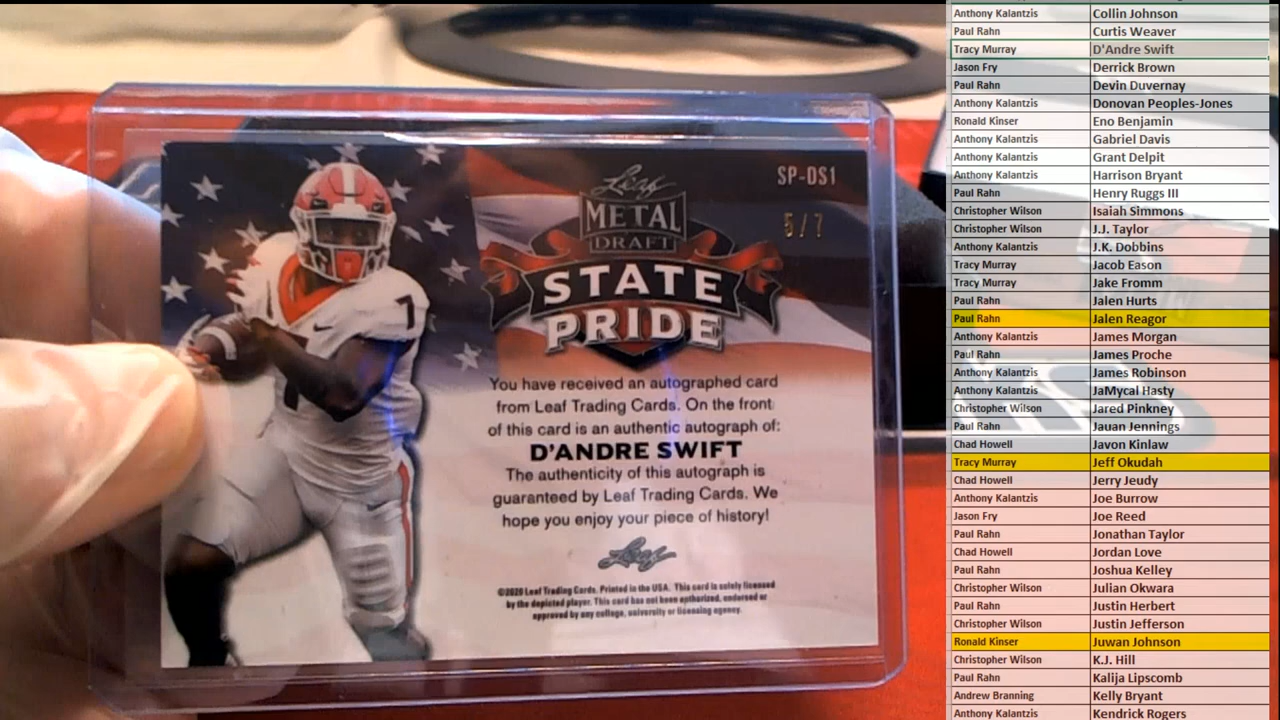 Leaf
METAL
DRAFT
STATE
PRIDE
SP-DS1
5/7
7
You have received an autographed card
from Leaf Trading Cards. On the front
of this card is an authentic autograph of:
D'ANDRE SWIFT
The authenticity of this autograph is
guaranteed by Leaf Trading Cards. We
hope you enjoy your piece of history!
Leaf
©2020 Leaf Trading Cards. Printed in the USA. This card is solely licensed
by the depicted player. This card has not been authorized, endorsed or
approved by any college, university or licensing agency.
Anthony Kalantzis Collin Johnson
Paul Rahn Curtis Weaver
Tracy Murray D'Andre Swift
Jason Fry Derrick Brown
Paul Rahn Devin Duvernay
Anthony Kalantzis Donovan Peoples-Jones
Ronald Kinser Eno Benjamin
Anthony Kalantzis Gabriel Davis
Anthony Kalantzis Grant Delpit
Anthony Kalantzis Harrison Bryant
Paul Rahn Henry Ruggs III
Christopher Wilson Isaiah Simmons
Christopher Wilson J.J. Taylor
Anthony Kalantzis J.K. Dobbins
Tracy Murray Jacob Eason
Tracy Murray Jake Fromm
Paul Rahn Jalen Hurts
Paul Rahn Jalen Reagor
Anthony Kalantzis James Morgan
Paul Rahn James Proche
Anthony Kalantzis James Robinson
Anthony Kalantzis JaMycal Hasty
Christopher Wilson Jared Pinkney
Paul Rahn Jauan Jennings
Chad Howell Javon Kinlaw
Tracy Murray Jeff Okudah
Chad Howell Jerry Jeudy
Anthony Kalantzis Joe Burrow
Jason Fry Joe Reed
Paul Rahn Jonathan Taylor
Chad Howell Jordan Love
Paul Rahn Joshua Kelley
Christopher Wilson Julian Okwara
Paul Rahn Justin Herbert
Christopher Wilson Justin Jefferson
Ronald Kinser Juwan Johnson
Christopher Wilson K.J. Hill
Paul Rahn Kalija Lipscomb
Andrew Branning Kelly Bryant
Anthony Kalantzis Kendrick Rogers